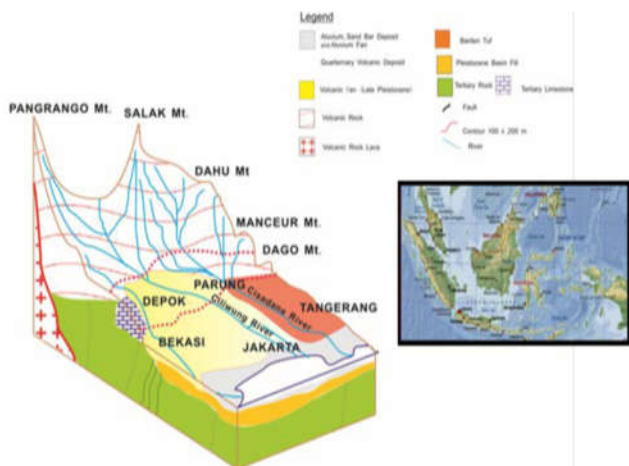 Legend
Aluvium, Sand Bar Deposit
and Aluvium Fan
Quarternary Volcanic Deposit
Volcanic Fan (Late Pleistocene)
Volcanic Rock
Volcanic Rock Lava
Banten Tuf
Pleistocene Basin Fill
Tertiary Rock
Tertiary Limestone
Fault
Contour 100 x 200 m
River
PANGRANGO Mt.
SALAK Mt.
DAHU Mt
MANCEUR Mt.
DAGO Mt.
PARUNG
Cisadane River
TANGERANG
DEPOK
Ciliwung River
BEKASI
JAKARTA